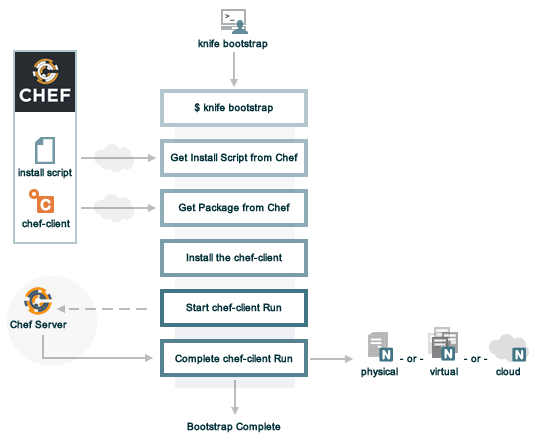 >_
knife bootstrap
CHEF
$ knife bootstrap
install script
Get Install Script from Chef
C
chef-client
Get Package from Chef
Install the chef-client
Start chef-client Run
Chef Server
Complete chef-client Run
N
N
N
physical - or - virtual - or - cloud
Bootstrap Complete